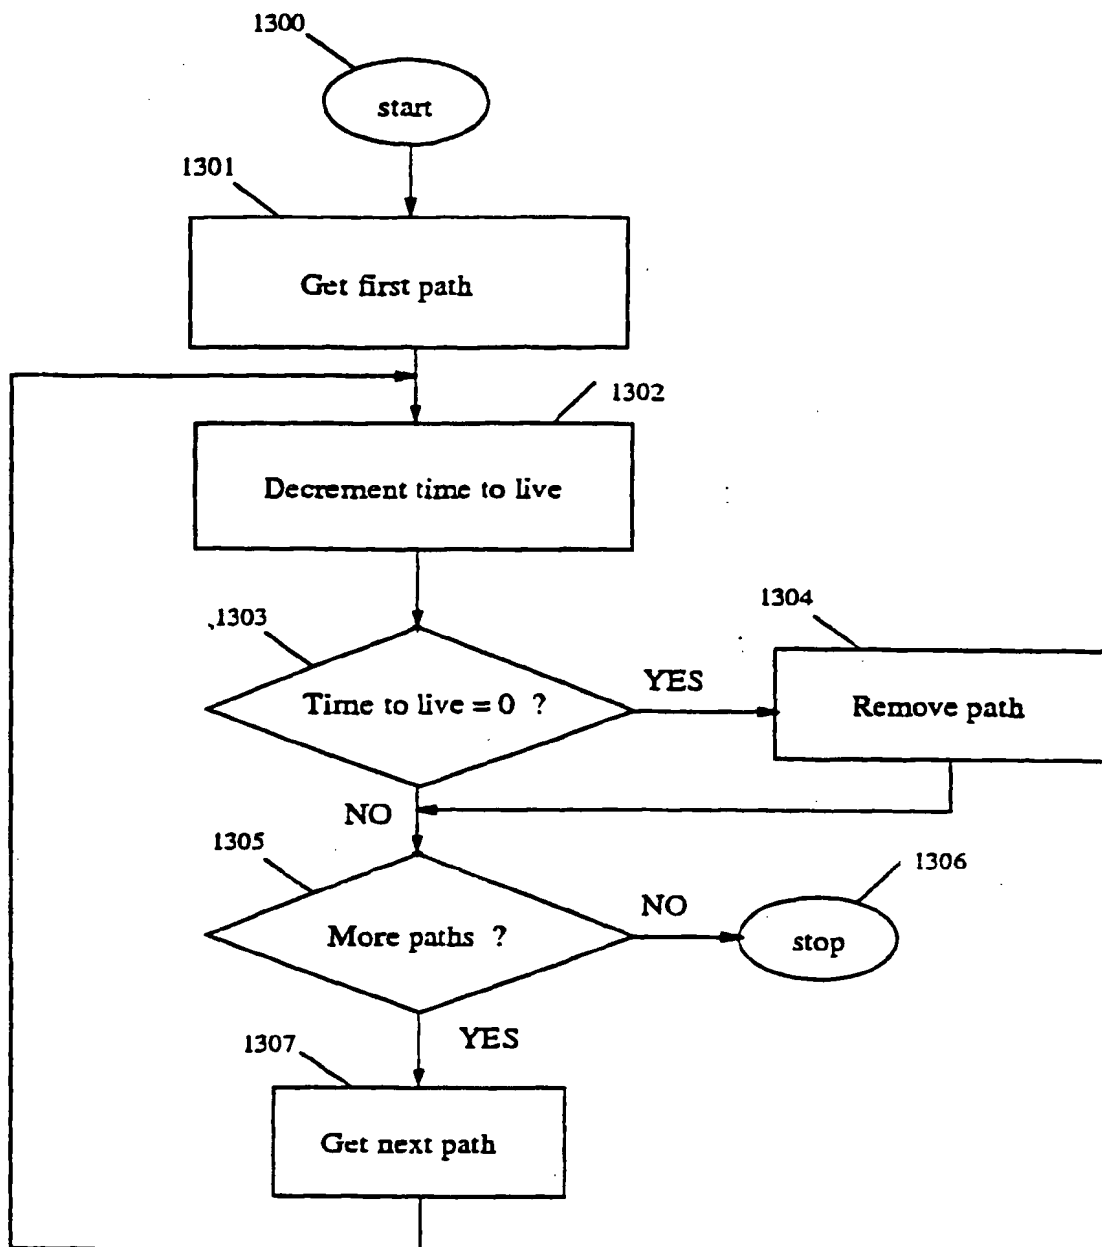 1300
start
1301
Get first path
1302
Decrement time to live
1303
Time to live = 0 ?
YES
1304
Remove path
NO
1305
More paths ?
NO
1306
stop
YES
1307
Get next path